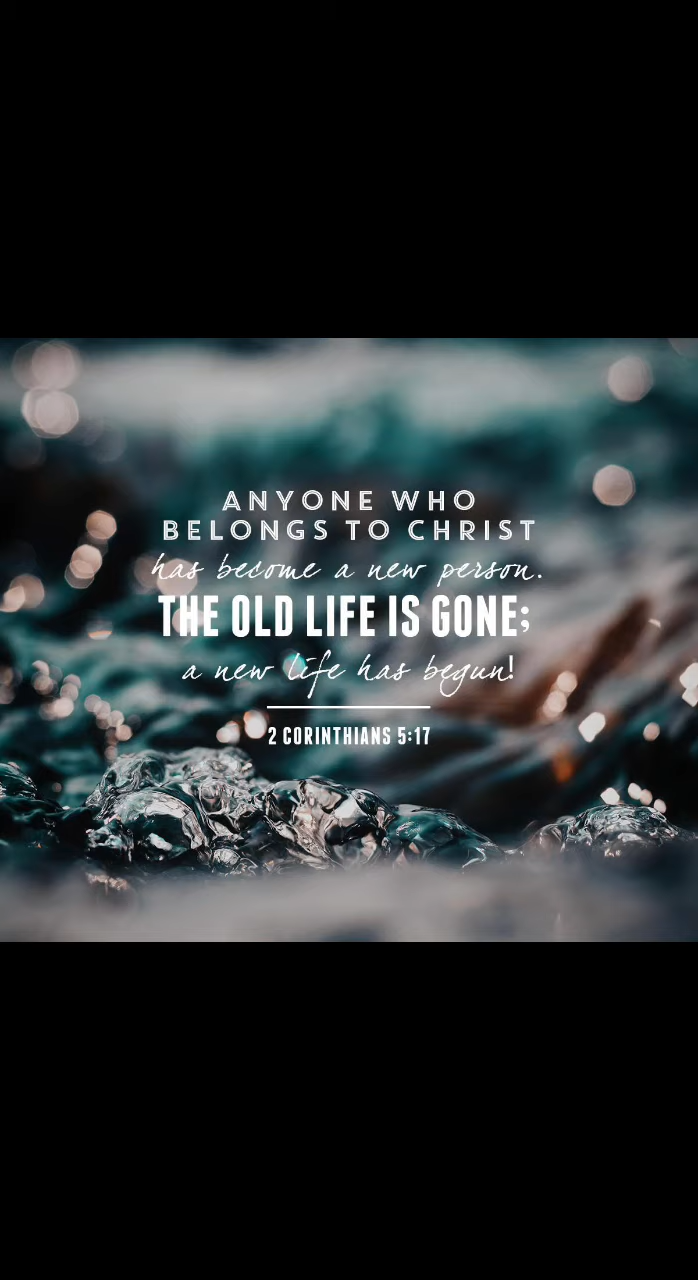 ANYONE WHO
BELONGS TO CHRIST
has become a new person.
THE OLD LIFE IS GONE;
a new life has begun!
2 CORINTHIANS 5:17